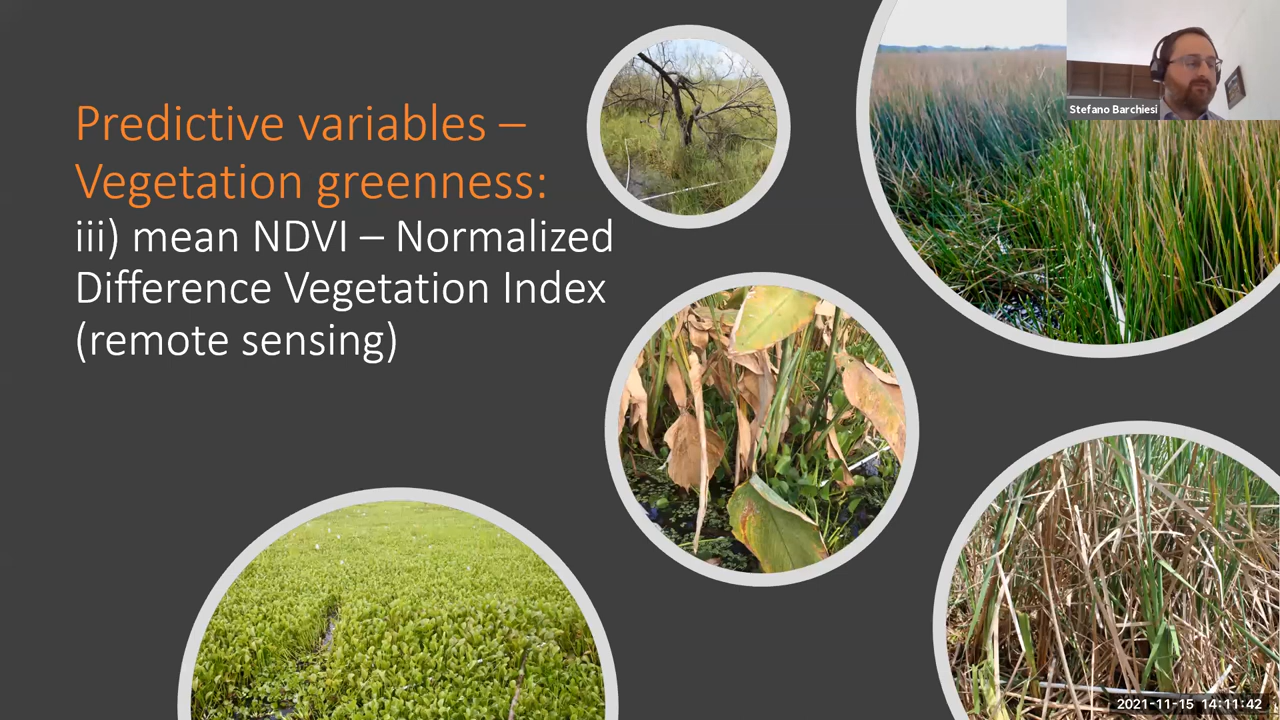 Predictive variables –
Vegetation greenness:
iii) mean NDVI – Normalized
Difference Vegetation Index
(remote sensing)
Stefano Barchiesi
2021-11-15 14:11:42